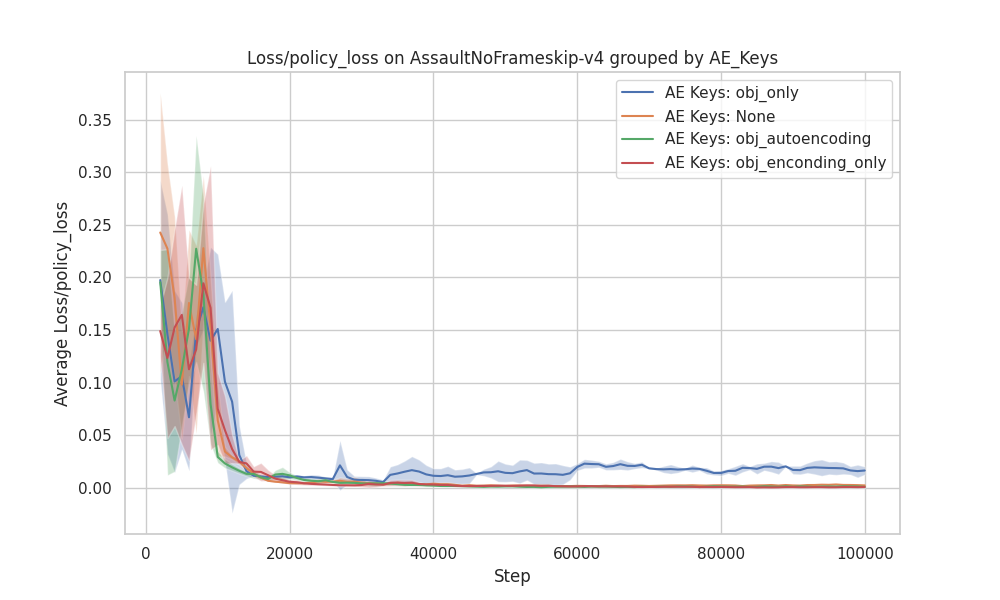 Loss/policy_loss on AssaultNoFrameskip-v4 grouped by AE_Keys
AE Keys: obj_only
AE Keys: None
AE Keys: obj_autoencoding
AE Keys: obj_enconding_only
Average Loss/policy_loss
0.35
0.30
0.25
0.20
0.15
0.10
0.05
0.00
0
20000
40000
60000
80000
100000
Step